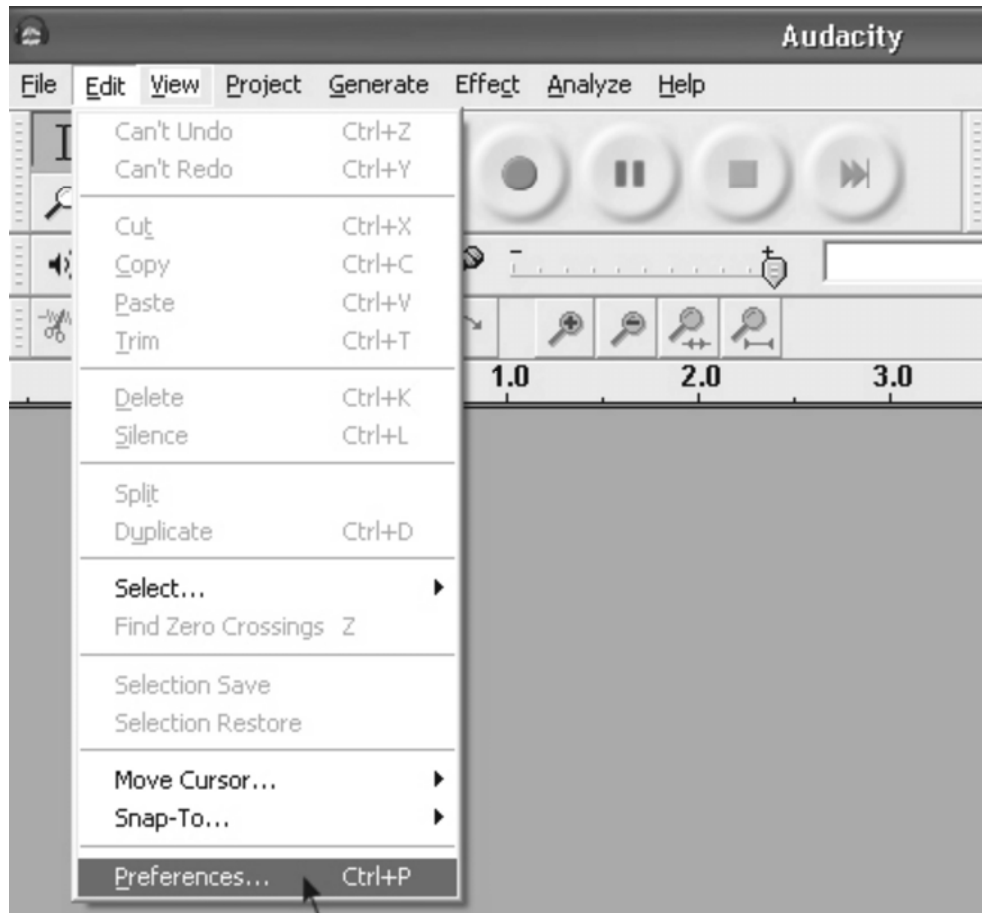 Audacity
File Edit View Project Generate Effect Analyze Help
Can't Undo Ctrl+Z
Can't Redo Ctrl+Y
Cut Ctrl+X
Copy Ctrl+C
Paste Ctrl+V
Trim Ctrl+T
Delete Ctrl+K
Silence Ctrl+L
Split
Duplicate Ctrl+D
Select...
Find Zero Crossings Z
Selection Save
Selection Restore
Move Cursor...
Snap-To...
Preferences... Ctrl+P
- +
1.0 2.0 3.0